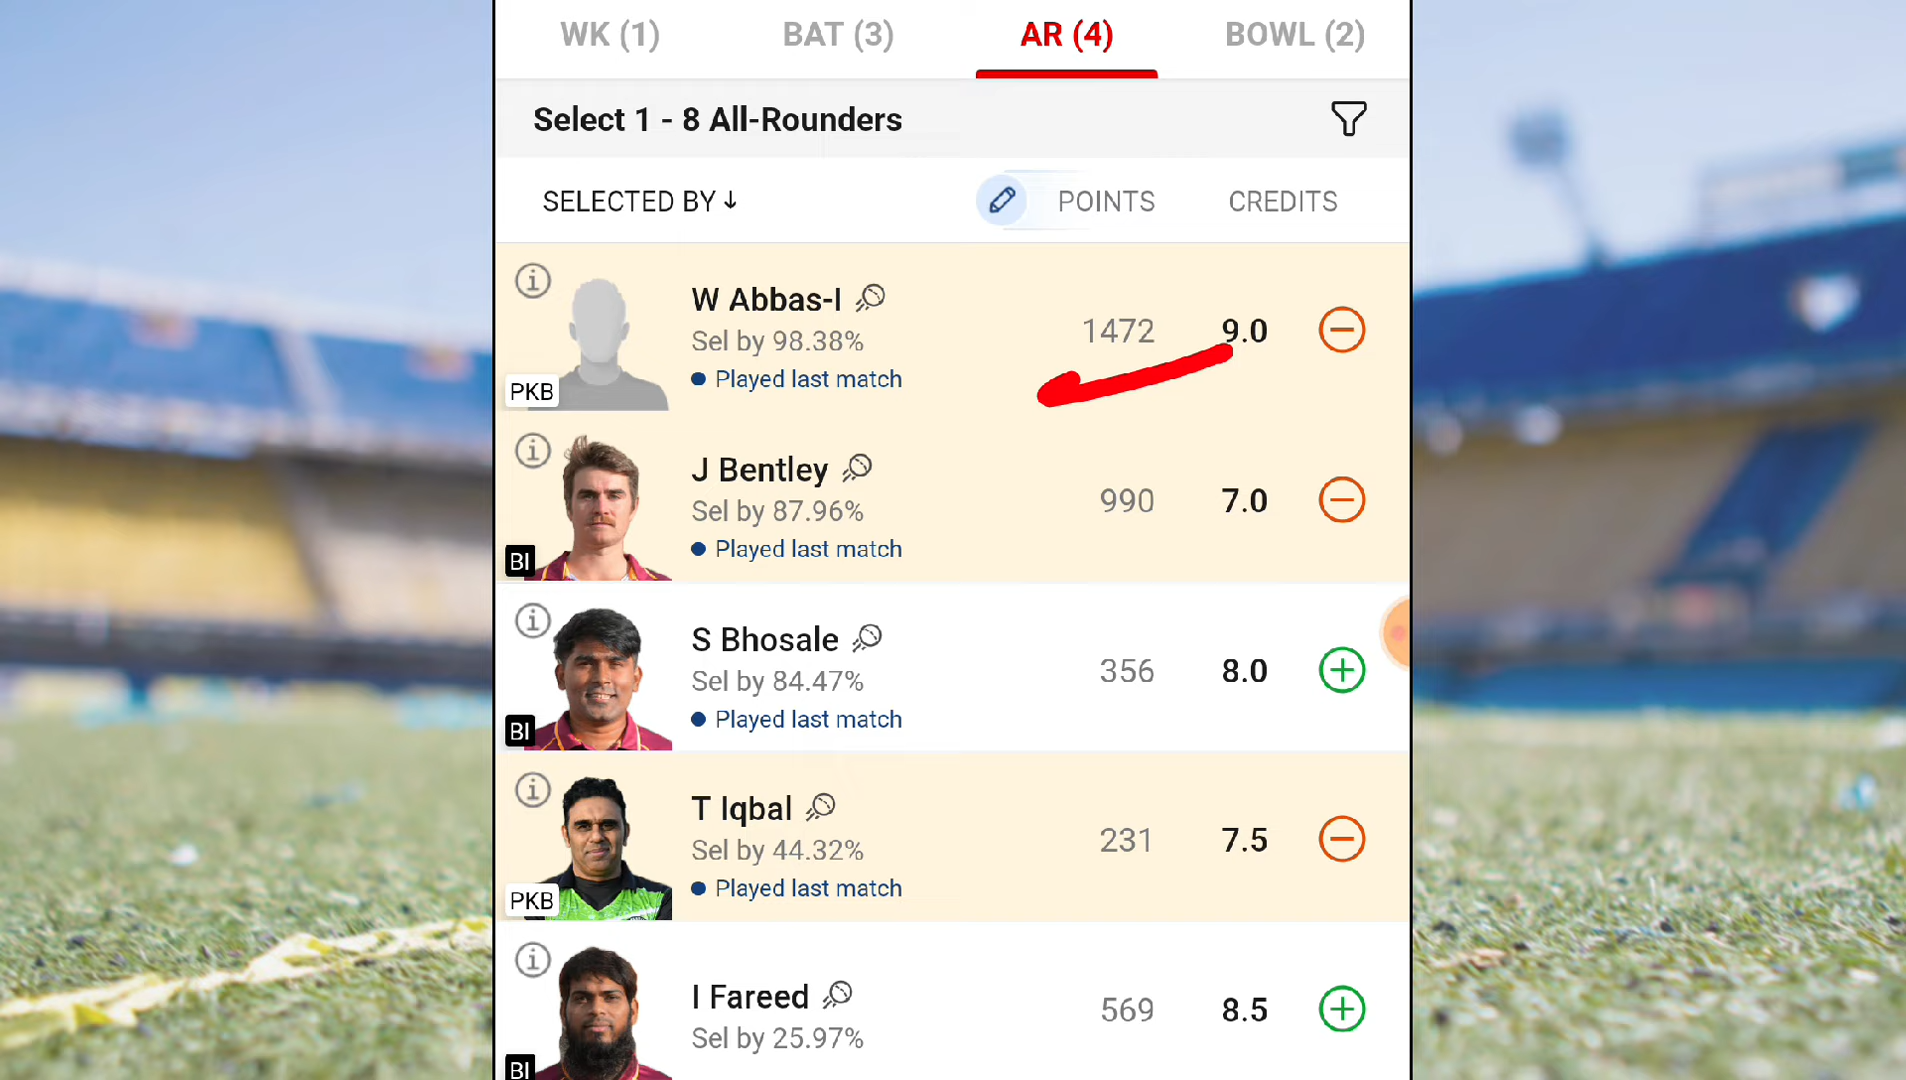 WK (1) BAT (3) AR (4) BOWL (2)
Select 1 - 8 All-Rounders
SELECTED BY ↓ POINTS CREDITS
W Abbas-I 1472 9.0
Sel by 98.38%
Played last match
PKB
J Bentley 990 7.0
Sel by 87.96%
Played last match
BI
S Bhosale 356 8.0
Sel by 84.47%
Played last match
BI
T Iqbal 231 7.5
Sel by 44.32%
Played last match
PKB
I Fareed 569 8.5
Sel by 25.97%
BI